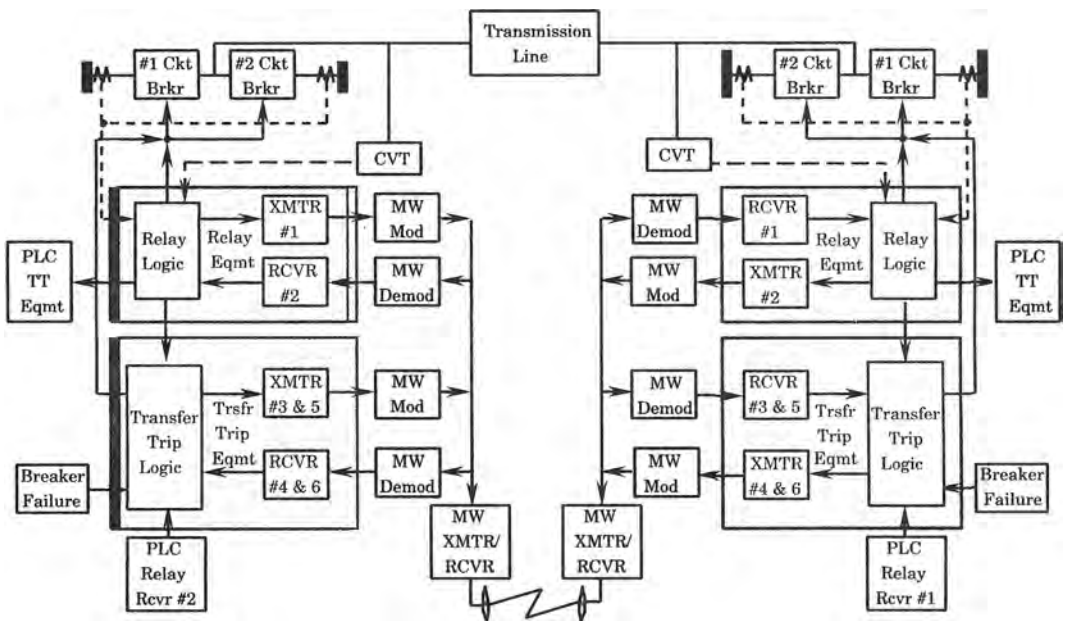 Transmission
Line
#1 Ckt
Brkr
#2 Ckt
Brkr
#2 Ckt
Brkr
#1 Ckt
Brkr
CVT
CVT
Relay
Logic
Relay
Eqmt
XMTR
#1
RCVR
#2
MW
Mod
MW
Demod
PLC
TT
Eqmt
MW
Demod
MW
Mod
RCVR
#1
XMTR
#2
Relay
Eqmt
Relay
Logic
PLC
TT
Eqmt
Transfer
Trip
Logic
Trsfr
Trip
Eqmt
XMTR
#3 & 5
RCVR
#4 & 6
MW
Mod
MW
Demod
Breaker
Failure
PLC
Relay
Rcvr #2
MW
XMTR/
RCVR
MW
XMTR/
RCVR
MW
Demod
MW
Mod
RCVR
#3 & 5
XMTR
#4 & 6
Trsfr
Trip
Eqmt
Transfer
Trip
Logic
Breaker
Failure
PLC
Relay
Rcvr #1